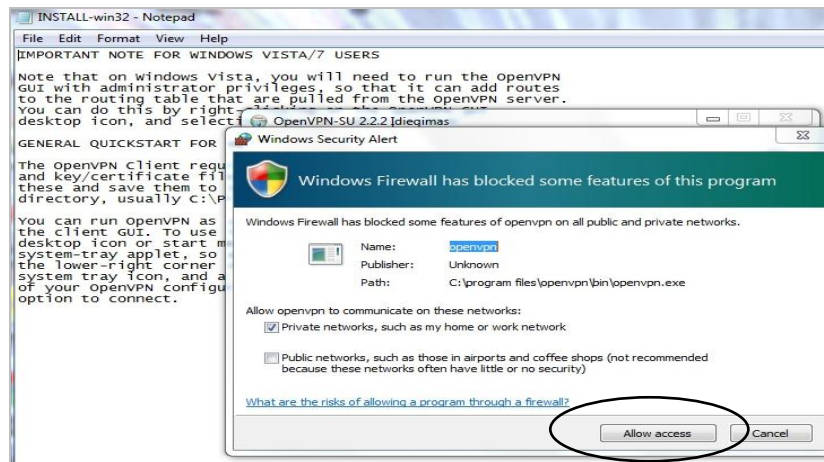 INSTALL-win32 - Notepad
File Edit Format View Help
IMPORTANT NOTE FOR WINDOWS VISTA/7 USERS
Note that on Windows Vista, you will need to run the OpenVPN
GUI with administrator privileges, so that it can add routes
to the routing table that are pulled from the OpenVPN server.
You can do this by right-clicking on the OpenVPN GUI
desktop icon, and selecti
OpenVPN-SU 2.2.2 Įdiegimas
GENERAL QUICKSTART FOR
The OpenVPN Client requ
and key/certificate fil
these and save them to
directory, usually C:\P
You can run OpenVPN as
the client GUI. To use
desktop icon or start m
system-tray applet, so
the lower-right corner
system tray icon, and a
of your OpenVPN configu
option to connect.
Windows Security Alert
Windows Firewall has blocked some features of this program
Windows Firewall has blocked some features of openvpn on all public and private networks.
Name: openvpn
Publisher: Unknown
Path: C:\program files\openvpn\bin\openvpn.exe
Allow openvpn to communicate on these networks:
Private networks, such as my home or work network
Public networks, such as those in airports and coffee shops (not recommended
because these networks often have little or no security)
What are the risks of allowing a program through a firewall?
Allow access Cancel